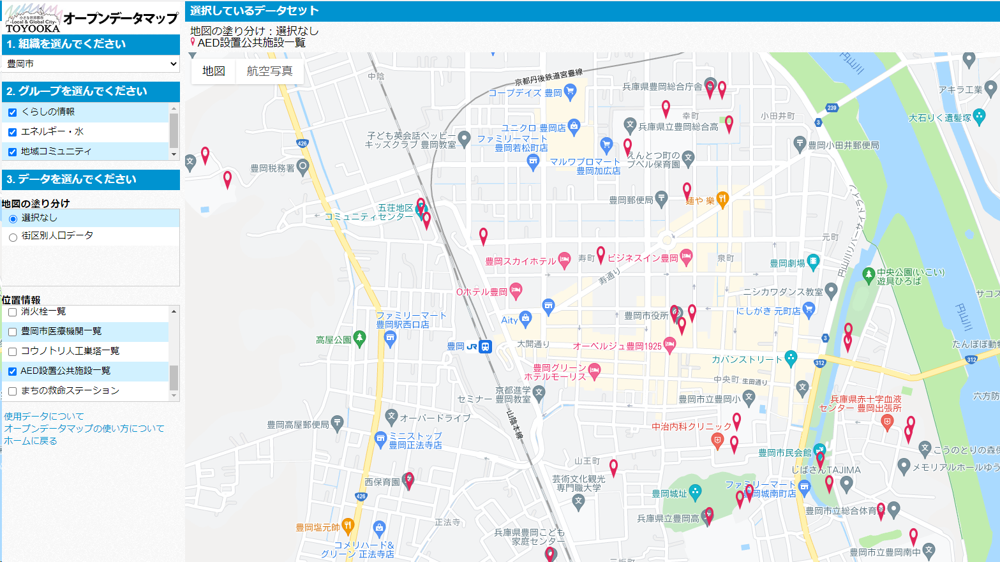 小さな世界都市
-Local & Global City-
TOYOOKA
オープンデータマップ
1. 組織を選んでください
豊岡市
2. グループを選んでください
くらしの情報
エネルギー・水
地域コミュニティ
3. データを選んでください
地図の塗り分け
選択なし
街区別人口データ
位置情報
消火栓一覧
豊岡市医療機関一覧
コウノトリ人工巣塔一覧
AED設置公共施設一覧
まちの救命ステーション
使用データについて
オープンデータマップの使い方について
ホームに戻る
選択しているデータセット
地図の塗り分け：選択なし
AED設置公共施設一覧
地図
航空写真
中陰
京都丹後鉄道宮豊線
コープデイズ 豊岡
兵庫県豊岡総合庁舎
円山川
アキラ工業
239
3
幸町
小田井町
大石りく遺髪塚
ユニクロ 豊岡店
兵庫県立豊岡総合高
子ども英会話ペッピー
キッズクラブ 豊岡教室
ファミリーマート
豊岡若松町店
426
豊岡小田井郵便局
マルワプロマート
豊岡加広店
えんとつ町の
プペル保育園
豊岡税務署
豊岡郵便局
麺や 樂
五荘地区
コミュニティセンター
円山川リバーサイドライン
元町
豊岡スカイホテル
寿町
ビジネスイン豊岡
泉町
豊岡劇場
寿通り
中央公園(いこい)
遊具ひろば
Oホテル豊岡
ニシカワダンス教室
サコス
Aity
豊岡市役所
にしがき 元町店
円山川
ファミリーマート
豊岡駅西口店
高屋公園
豊岡
JR
大開通り
オーベルジュ豊岡1925
3
たんぽぽ動物
カバンストリート
312
312
豊岡グリーン
ホテルモーリス
中央町
生田通り
京都進学
セミナー 豊岡教室
豊岡市立豊岡小
兵庫県赤十字血液
センター 豊岡出張所
六方防
オーバードライブ
豊岡高屋郵便局
山陰本線
中治内科クリニック
ミニストップ
豊岡正法寺店
豊岡市民会館
こうのとりの森保
山王町
じばさんTAJIMA
メモリアルホールゆう
西保育園
芸術文化観光
専門職大学
ファミリーマート
豊岡城南町店
豊岡城址
426
豊岡市立総合体育館
兵庫県立豊岡高
豊岡塩元帥
正法寺
兵庫県豊岡こども
家庭センター
コメリハード&
グリーン 正法寺店
豊岡市立豊岡南中
三坂町